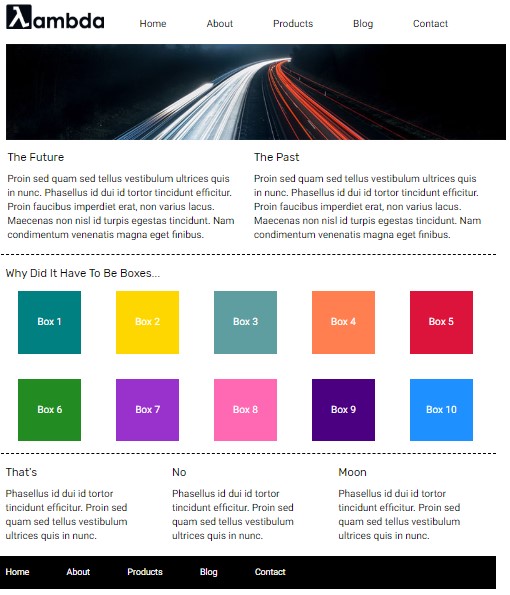 λambda
Home About Products Blog Contact
The Future
Proin sed quam sed tellus vestibulum ultrices quis
in nunc. Phasellus id dui id tortor tincidunt efficitur.
Proin faucibus imperdiet erat, non varius lacus.
Maecenas non nisl id turpis egestas tincidunt. Nam
condimentum venenatis magna eget finibus.
The Past
Proin sed quam sed tellus vestibulum ultrices quis
in nunc. Phasellus id dui id tortor tincidunt efficitur.
Proin faucibus imperdiet erat, non varius lacus.
Maecenas non nisl id turpis egestas tincidunt. Nam
condimentum venenatis magna eget finibus.
Why Did It Have To Be Boxes...
Box 1 Box 2 Box 3 Box 4 Box 5
Box 6 Box 7 Box 8 Box 9 Box 10
That's
Phasellus id dui id tortor
tincidunt efficitur. Proin sed
quam sed tellus vestibulum
ultrices quis in nunc.
No
Phasellus id dui id tortor
tincidunt efficitur. Proin sed
quam sed tellus vestibulum
ultrices quis in nunc.
Moon
Phasellus id dui id tortor
tincidunt efficitur. Proin sed
quam sed tellus vestibulum
ultrices quis in nunc.
Home About Products Blog Contact